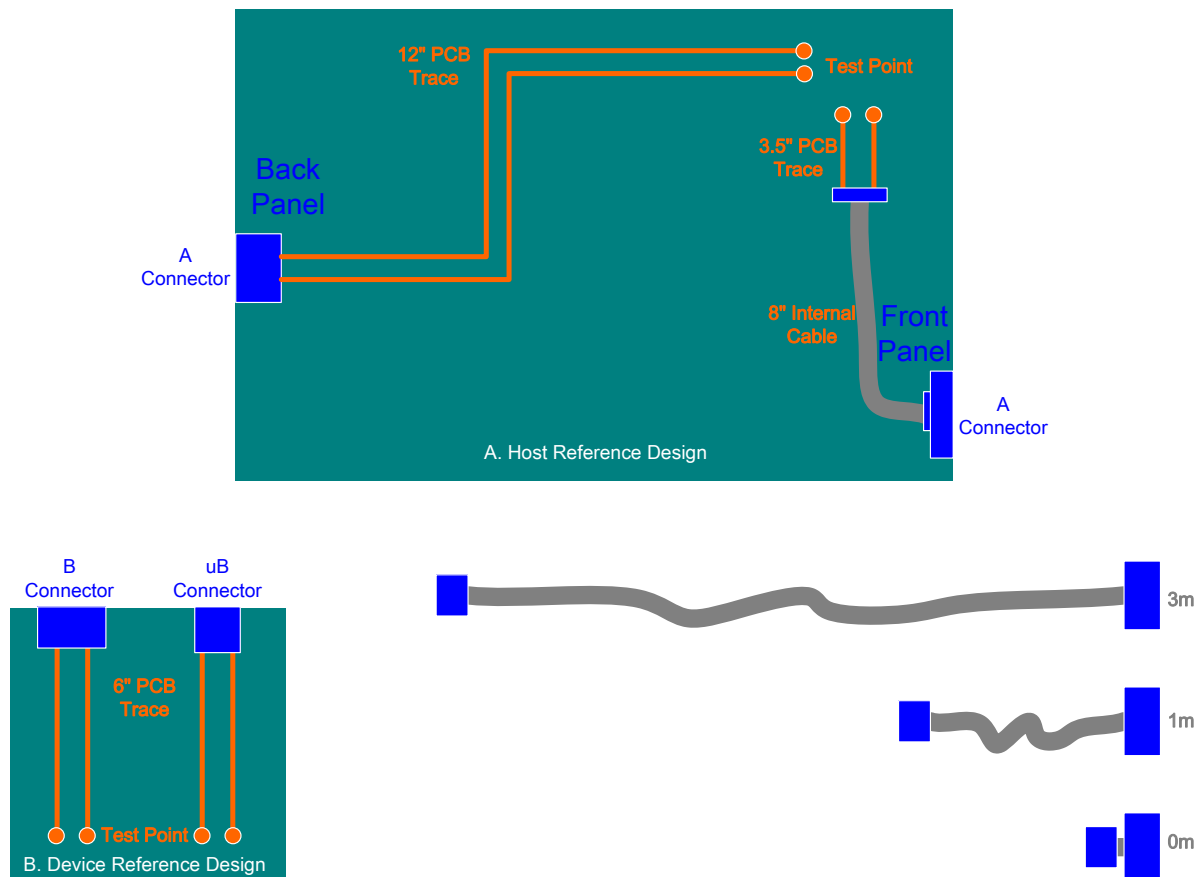 12" PCB
Trace
Test Point
3.5" PCB
Trace
Back
Panel
A
Connector
8" Internal
Cable
Front
Panel
A
Connector
A. Host Reference Design
B
Connector
uB
Connector
6" PCB
Trace
Test Point
B. Device Reference Design
3m
1m
0m